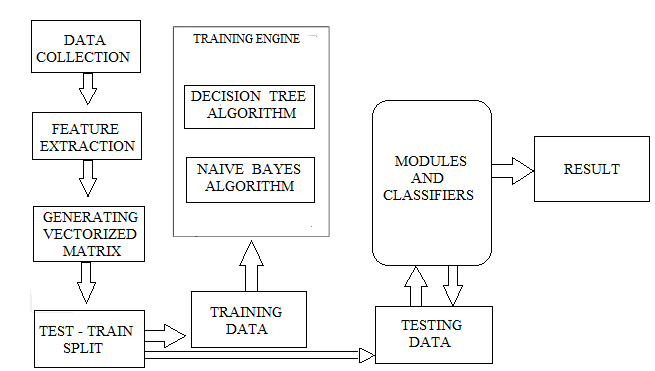 DATA
COLLECTION
FEATURE
EXTRACTION
GENERATING
VECTORIZED
MATRIX
TEST - TRAIN
SPLIT
TRAINING ENGINE
DECISION TREE
ALGORITHM
NAIVE BAYES
ALGORITHM
TRAINING
DATA
MODULES
AND
CLASSIFIERS
TESTING
DATA
RESULT